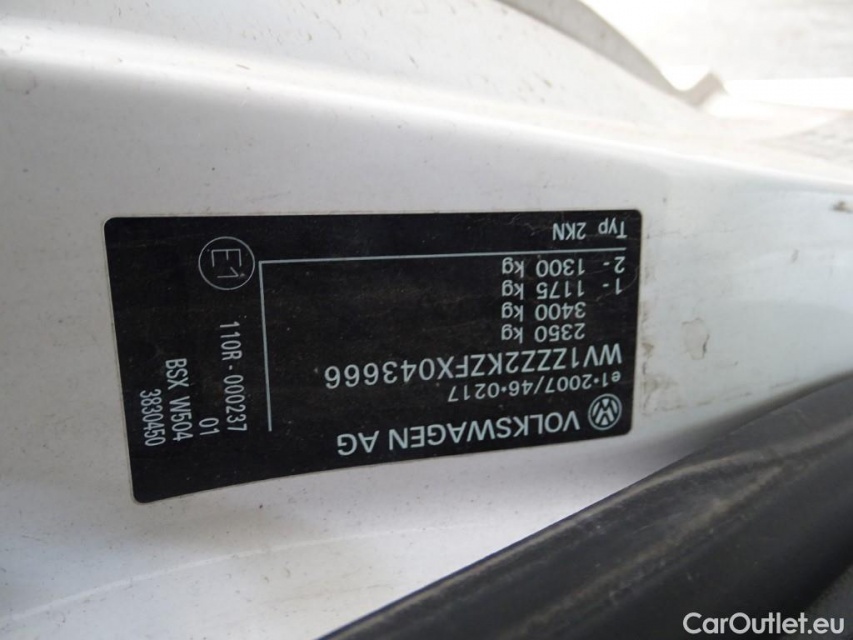 VOLKSWAGEN AG
e1*2007/46*0217
WV1ZZZ2KZFX043666
2350 kg
3400 kg
1- 1175 kg
2- 1300 kg
Typ 2KN
E1
110R-000237
01
BSX W504
3830450
CarOutlet.eu